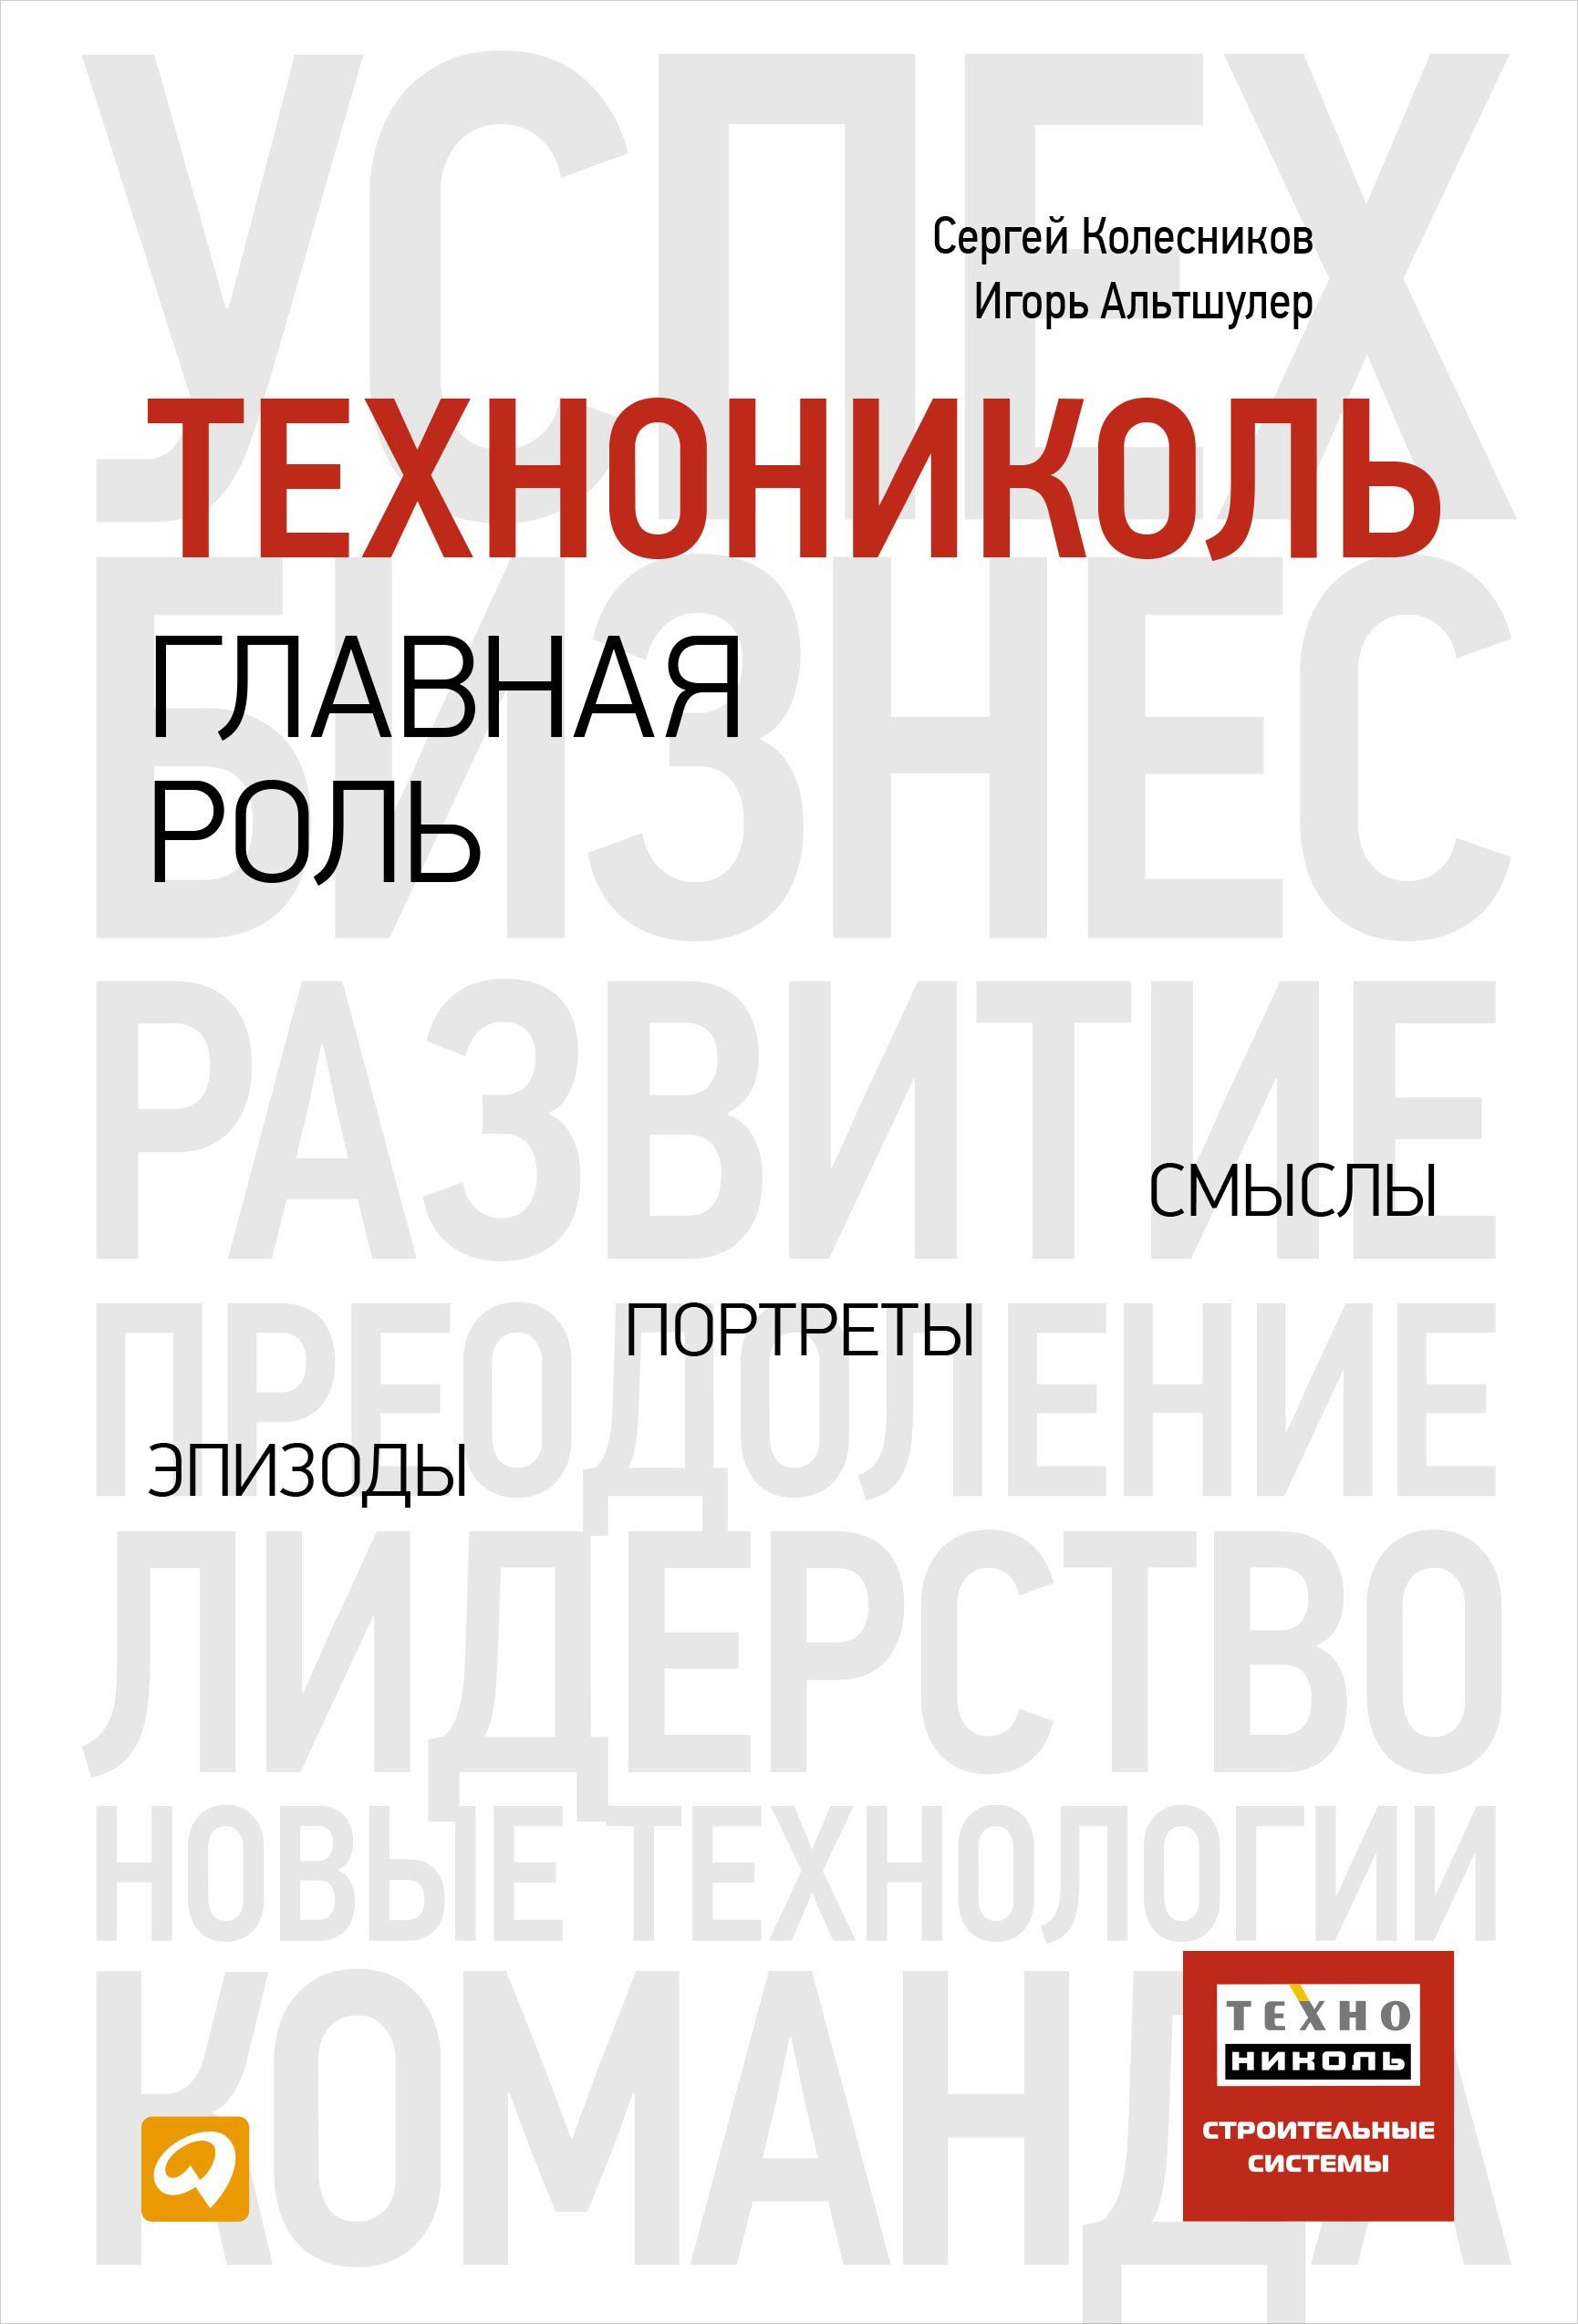 УСПЕХ
Сергей Колесников
Игорь Альтшулер
ТЕХНОНИКОЛЬ
БИЗНЕС
ГЛАВНАЯ
РОЛЬ
РАЗВИТИЕ
СМЫСЛЫ
ПРЕОДОЛЕНИЕ
ПОРТРЕТЫ
ЭПИЗОДЫ
ЛИДЕРСТВО
НОВЫЕ ТЕХНОЛОГИИ
КОМАНДА
ТЕХНО
НИКОЛЬ
СТРОИТЕЛЬНЫЕ
СИСТЕМЫ